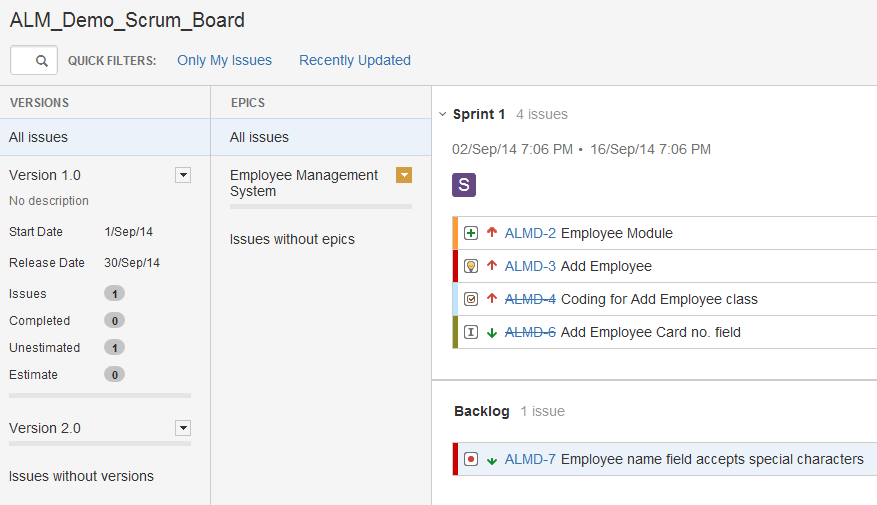 ALM_Demo_Scrum_Board
QUICK FILTERS: Only My Issues Recently Updated
VERSIONS
All issues
Version 1.0
No description
Start Date 1/Sep/14
Release Date 30/Sep/14
Issues 1
Completed 0
Unestimated 1
Estimate 0
Version 2.0
Issues without versions
EPICS
All issues
Employee Management
System
Issues without epics
Sprint 1 4 issues
02/Sep/14 7:06 PM • 16/Sep/14 7:06 PM
S
ALMD-2 Employee Module
ALMD-3 Add Employee
ALMD-4 Coding for Add Employee class
ALMD-6 Add Employee Card no. field
Backlog 1 issue
ALMD-7 Employee name field accepts special characters